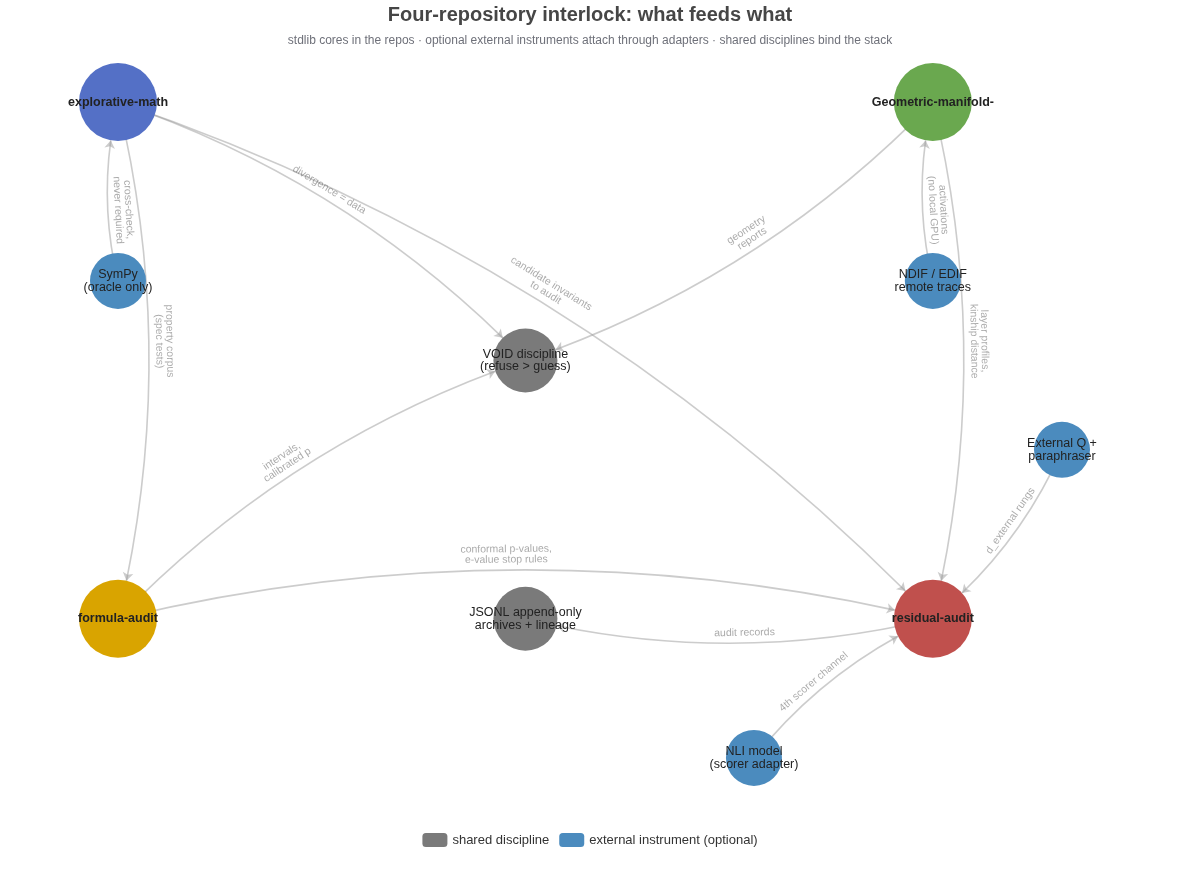 Four-repository interlock: what feeds what
stdlib cores in the repos · optional external instruments attach through adapters · shared disciplines bind the stack
explorative-math
Geometric-manifold-
divergence = data
cross-check,
never required
activations
(no local GPU)
geometry
reports
SymPy
(oracle only)
candidate invariants
to audit
NDIF / EDIF
remote traces
property corpus
(spec tests)
layer profiles,
kinship distance
VOID discipline
(refuse > guess)
External Q +
paraphraser
intervals,
calibrated p
d_external rungs
conformal p-values,
e-value stop rules
formula-audit
JSONL append-only
archives + lineage
audit records
residual-audit
4th scorer channel
NLI model
(scorer adapter)
shared discipline
external instrument (optional)